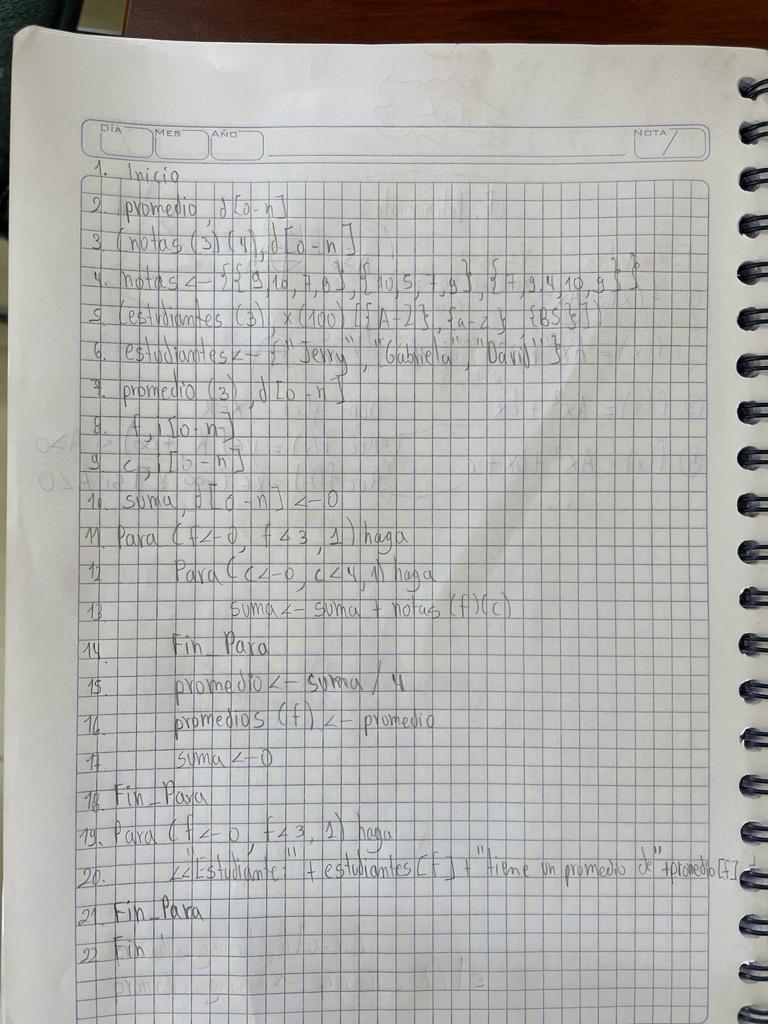 DÍA MES AÑO NOTA
1. Inicio
2. promedio, d[0-n]
3 (notas (3)(4), d[0-n]
4. notas <- {{9,10,7,8},{10,5,7,9},{7,9,4,10,9}}
5 (estudiantes (3), x(100) [{A-Z}, {a-z} {BS}])
6. estudiantes <- {"Jerry", "Gabriela" "David"}
7. promedio (3), d[0-n]
8. f, i[0-n]
9. c, i[0-n]
10. suma, d[0-n] <-0
11 Para (f<-0, f<3, 1) haga
12 Para (c<-0, c<4, 1) haga
13 suma <- suma + notas (f)(c)
14 Fin_Para
15 promedio <- suma / 4
16 promedios (f) <- promedio
17 suma <-0
18 Fin_Para
19. Para (f<-0, f<3, 1) haga
20. <<"Estudiante:" + estudiantes[f] + "tiene un promedio de" +promedio[f]
21 Fin_Para
22 Fin